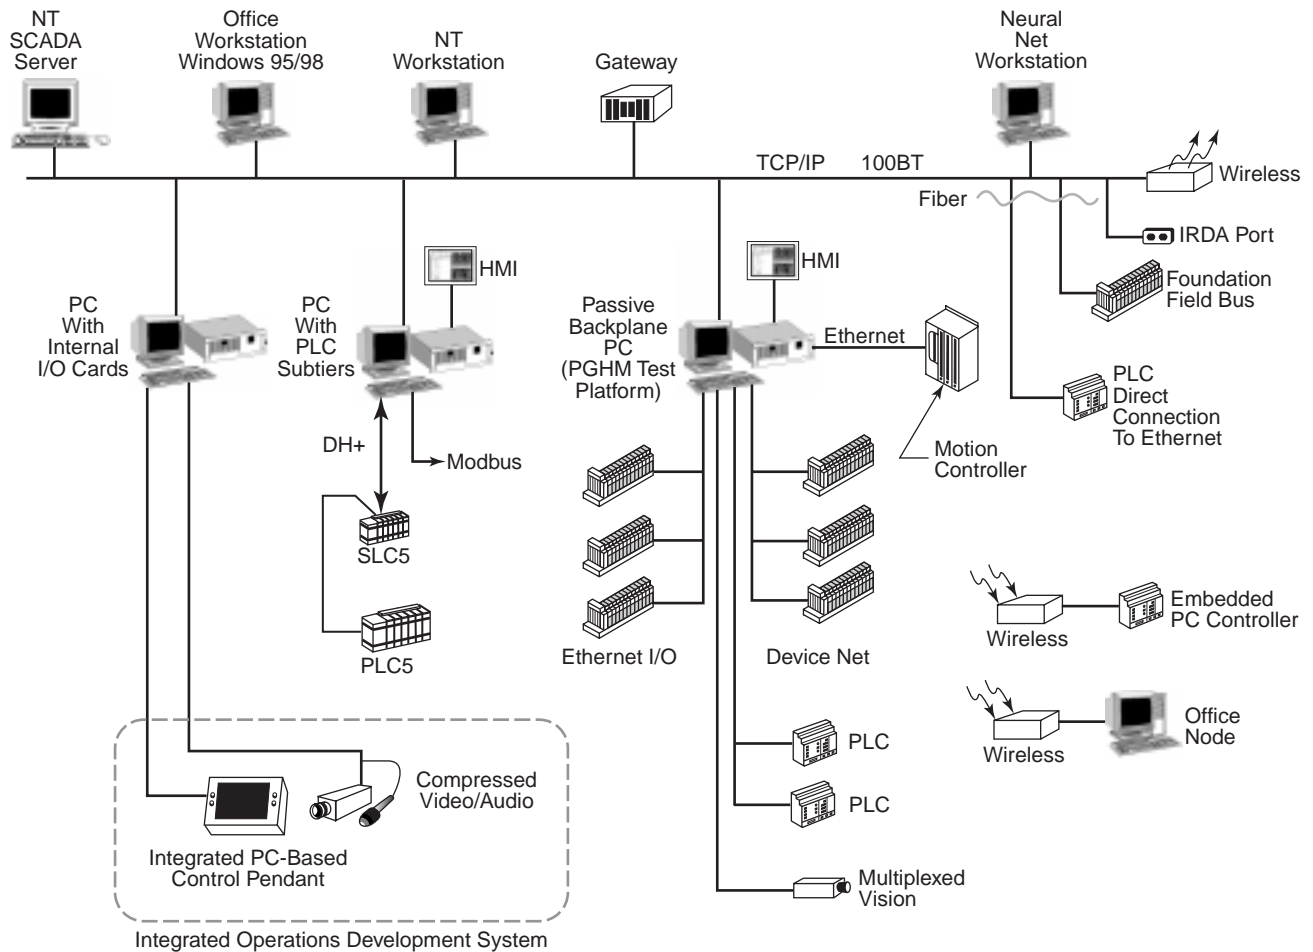 NT
SCADA
Server
Office
Workstation
Windows 95/98
NT
Workstation
Gateway
Neural
Net
Workstation
TCP/IP 100BT
Wireless
Fiber
IRDA Port
Foundation
Field Bus
PLC
Direct
Connection
To Ethernet
PC
With
Internal
I/O Cards
HMI
PC
With
PLC
Subtiers
DH+
Modbus
SLC5
PLC5
HMI
Passive
Backplane
PC
(PGHM Test
Platform)
Ethernet
Motion
Controller
Ethernet I/O
Device Net
Wireless
Embedded
PC Controller
Wireless
Office
Node
PLC
PLC
Multiplexed
Vision
Compressed
Video/Audio
Integrated PC-Based
Control Pendant
Integrated Operations Development System